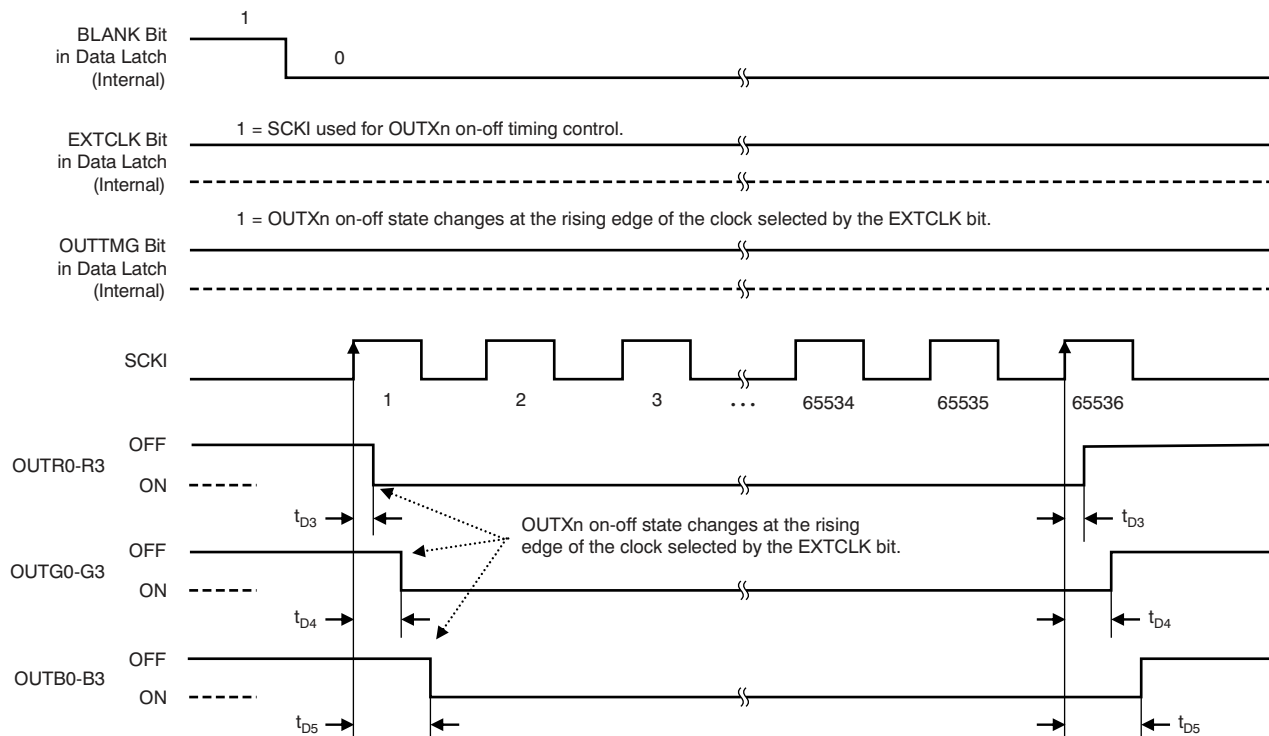 1
BLANK Bit
in Data Latch
(Internal)
0
1 = SCKI used for OUTXn on-off timing control.
EXTCLK Bit
in Data Latch
(Internal)
1 = OUTXn on-off state changes at the rising edge of the clock selected by the EXTCLK bit.
OUTTMG Bit
in Data Latch
(Internal)
SCKI
1 2 3 ... 65534 65535 65536
OFF
OUTR0-R3
ON
tD3 tD3
OUTXn on-off state changes at the rising
edge of the clock selected by the EXTCLK bit.
OFF
OUTG0-G3
ON
tD4 tD4
OFF
OUTB0-B3
ON
tD5 tD5